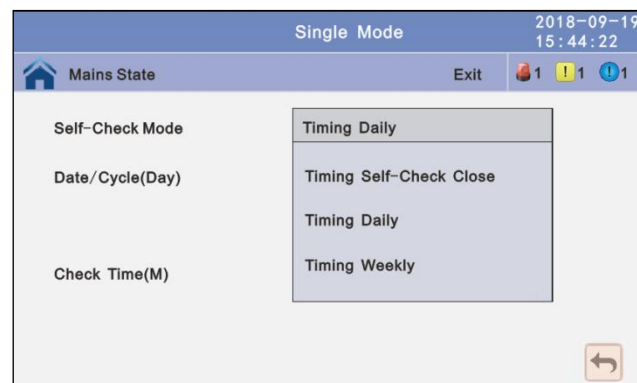 Single Mode
2018-09-19
15:44:22
Mains State
Exit
1
! 1
! 1
Self-Check Mode
Timing Daily
Date/Cycle(Day)
Timing Self-Check Close
Timing Daily
Timing Weekly
Check Time(M)